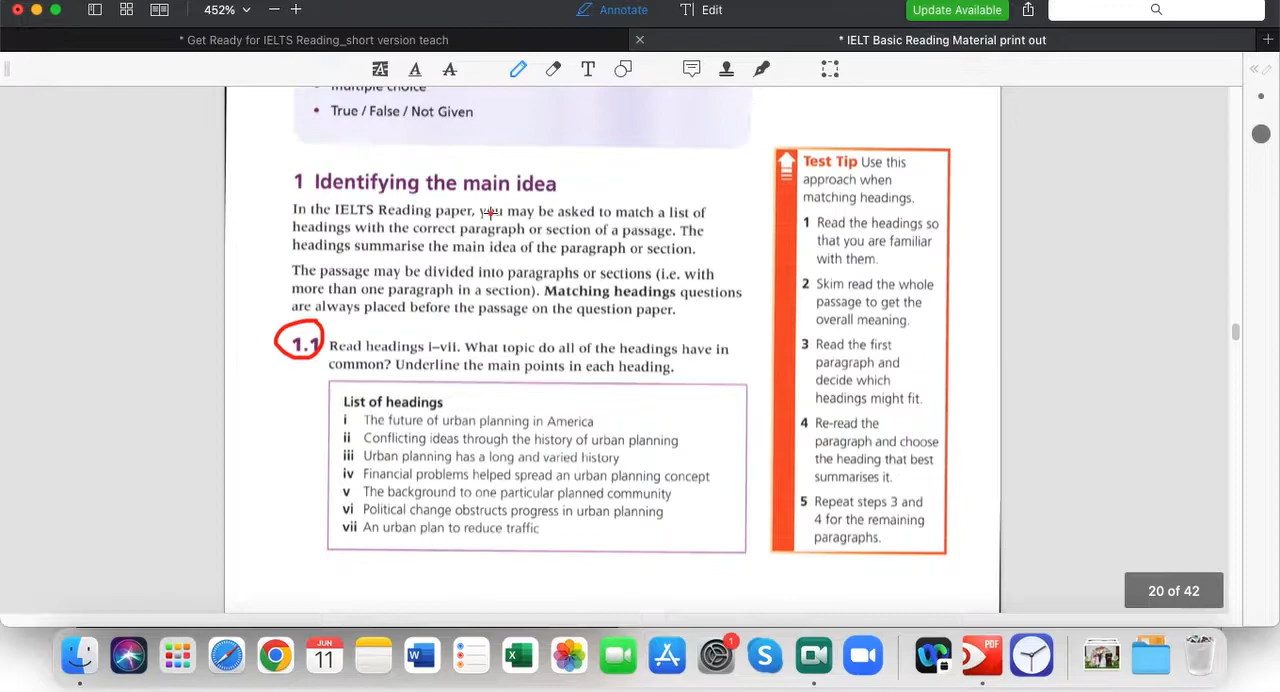 452%
Annotate
Edit
Update Available
* Get Ready for IELTS Reading_short version teach
* IELT Basic Reading Material print out
multiple choice
• True / False / Not Given
1 Identifying the main idea
In the IELTS Reading paper, you may be asked to match a list of
headings with the correct paragraph or section of a passage. The
headings summarise the main idea of the paragraph or section.
The passage may be divided into paragraphs or sections (i.e. with
more than one paragraph in a section). Matching headings questions
are always placed before the passage on the question paper.
1.1 Read headings i–vii. What topic do all of the headings have in
common? Underline the main points in each heading.
List of headings
i The future of urban planning in America
ii Conflicting ideas through the history of urban planning
iii Urban planning has a long and varied history
iv Financial problems helped spread an urban planning concept
v The background to one particular planned community
vi Political change obstructs progress in urban planning
vii An urban plan to reduce traffic
Test Tip Use this
approach when
matching headings.
1 Read the headings so
that you are familiar
with them.
2 Skim read the whole
passage to get the
overall meaning.
3 Read the first
paragraph and
decide which
headings might fit.
4 Re-read the
paragraph and choose
the heading that best
summarises it.
5 Repeat steps 3 and
4 for the remaining
paragraphs.
20 of 42
JUN
11
1
PDF